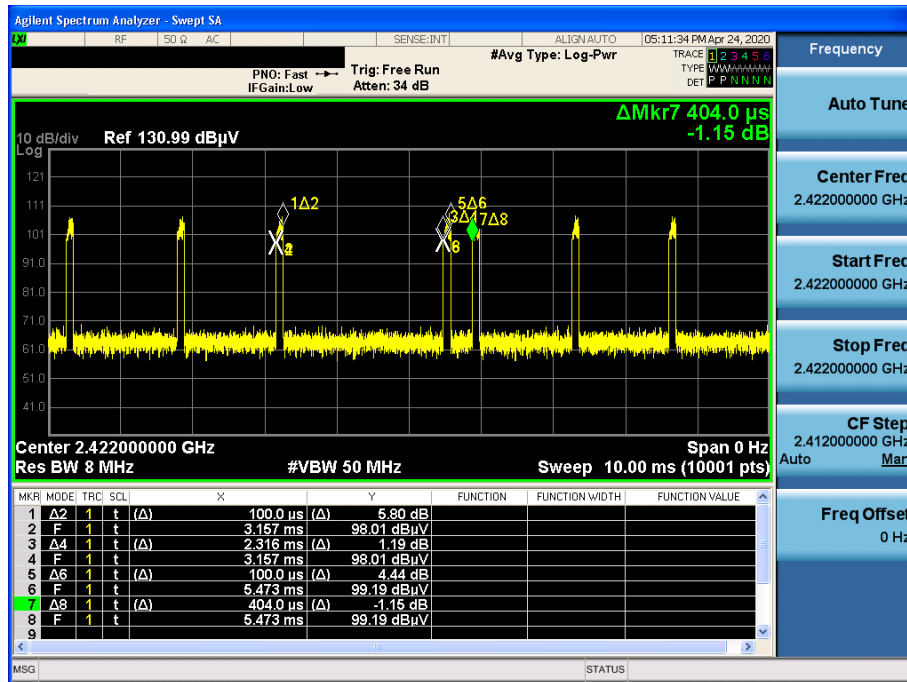 Agilent Spectrum Analyzer - Swept SA
LXI RF 50 Ω AC SENSE:INT ALIGN AUTO 05:11:34 PM Apr 24, 2020
#Avg Type: Log-Pwr
TRACE 1 2 3 4 5 6
PNO: Fast Trig: Free Run
TYPE WWWWWW
IFGain:Low Atten: 34 dB
DET P P N N N N
ΔMkr7 404.0 µs
-1.15 dB
10 dB/div Ref 130.99 dBµV
Log
121
111
101
91.0
81.0
71.0
61.0
51.0
41.0
1Δ2
5Δ6
7Δ8
Center 2.422000000 GHz Span 0 Hz
Res BW 8 MHz #VBW 50 MHz Sweep 10.00 ms (10001 pts)
MKR MODE TRC SCL X Y FUNCTION FUNCTION WIDTH FUNCTION VALUE
1 Δ2 1 t (Δ) 100.0 µs (Δ) 5.80 dB
2 F 1 t 3.157 ms 98.01 dBµV
3 Δ4 1 t (Δ) 2.316 ms (Δ) 1.19 dB
4 F 1 t 3.157 ms 98.01 dBµV
5 Δ6 1 t (Δ) 100.0 µs (Δ) 4.44 dB
6 F 1 t 5.473 ms 99.19 dBµV
7 Δ8 1 t (Δ) 404.0 µs (Δ) -1.15 dB
8 F 1 t 5.473 ms 99.19 dBµV
9
MSG STATUS
Frequency
Auto Tune
Center Freq
2.422000000 GHz
Start Freq
2.422000000 GHz
Stop Freq
2.422000000 GHz
CF Step
2.412000000 GHz
Auto Man
Freq Offset
0 Hz